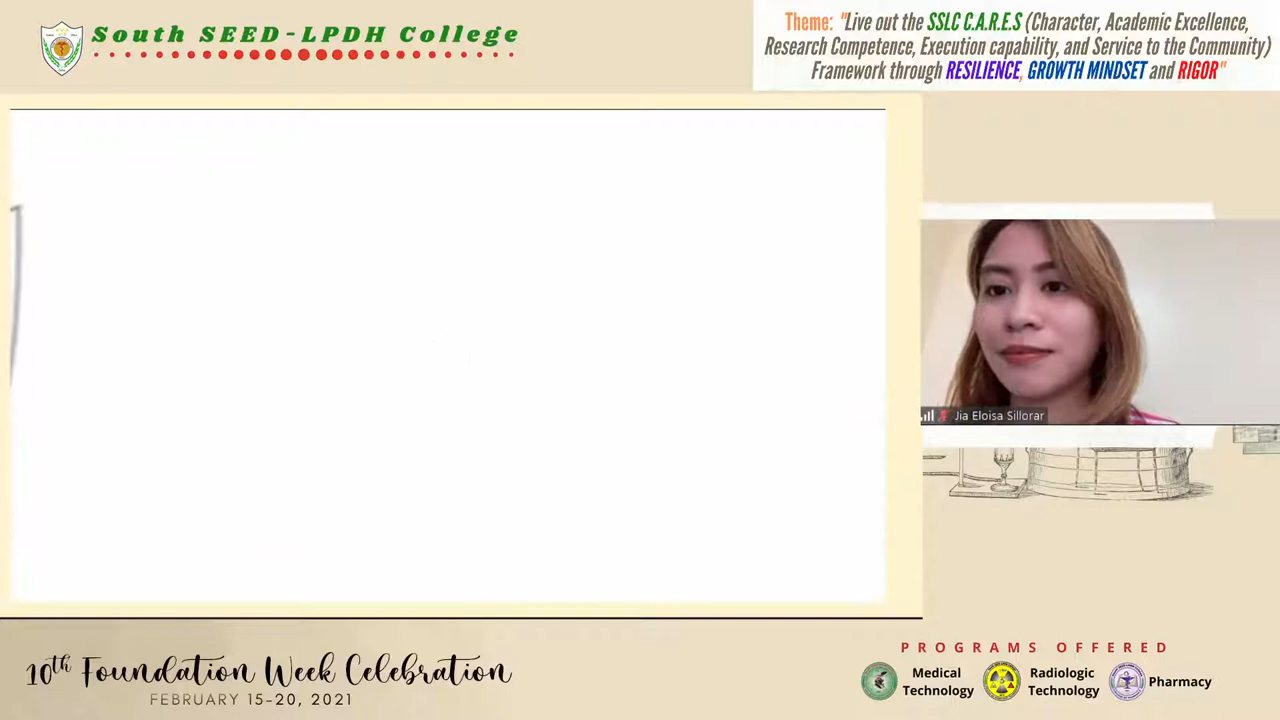 South SEED-LPDH College
Theme: "Live out the SSLC C.A.R.E.S (Character, Academic Excellence,
Research Competence, Execution capability, and Service to the Community)
Framework through RESILIENCE, GROWTH MINDSET and RIGOR"
Jia Eloisa Sillorar
10th Foundation Week Celebration
FEBRUARY 15-20, 2021
PROGRAMS OFFERED
Medical
Technology
Radiologic
Technology
Pharmacy